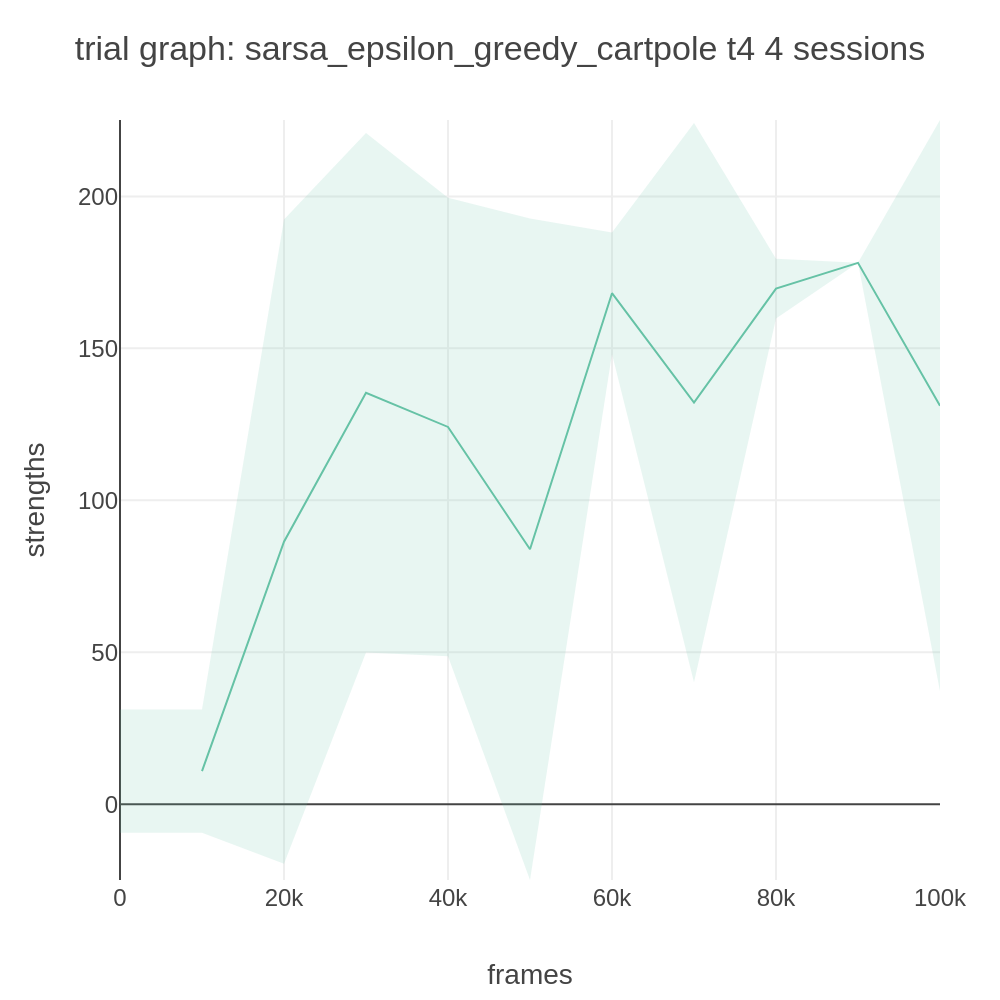 trial graph: sarsa_epsilon_greedy_cartpole t4 4 sessions
200
150
100
50
0
strengths
0 20k 40k 60k 80k 100k
frames